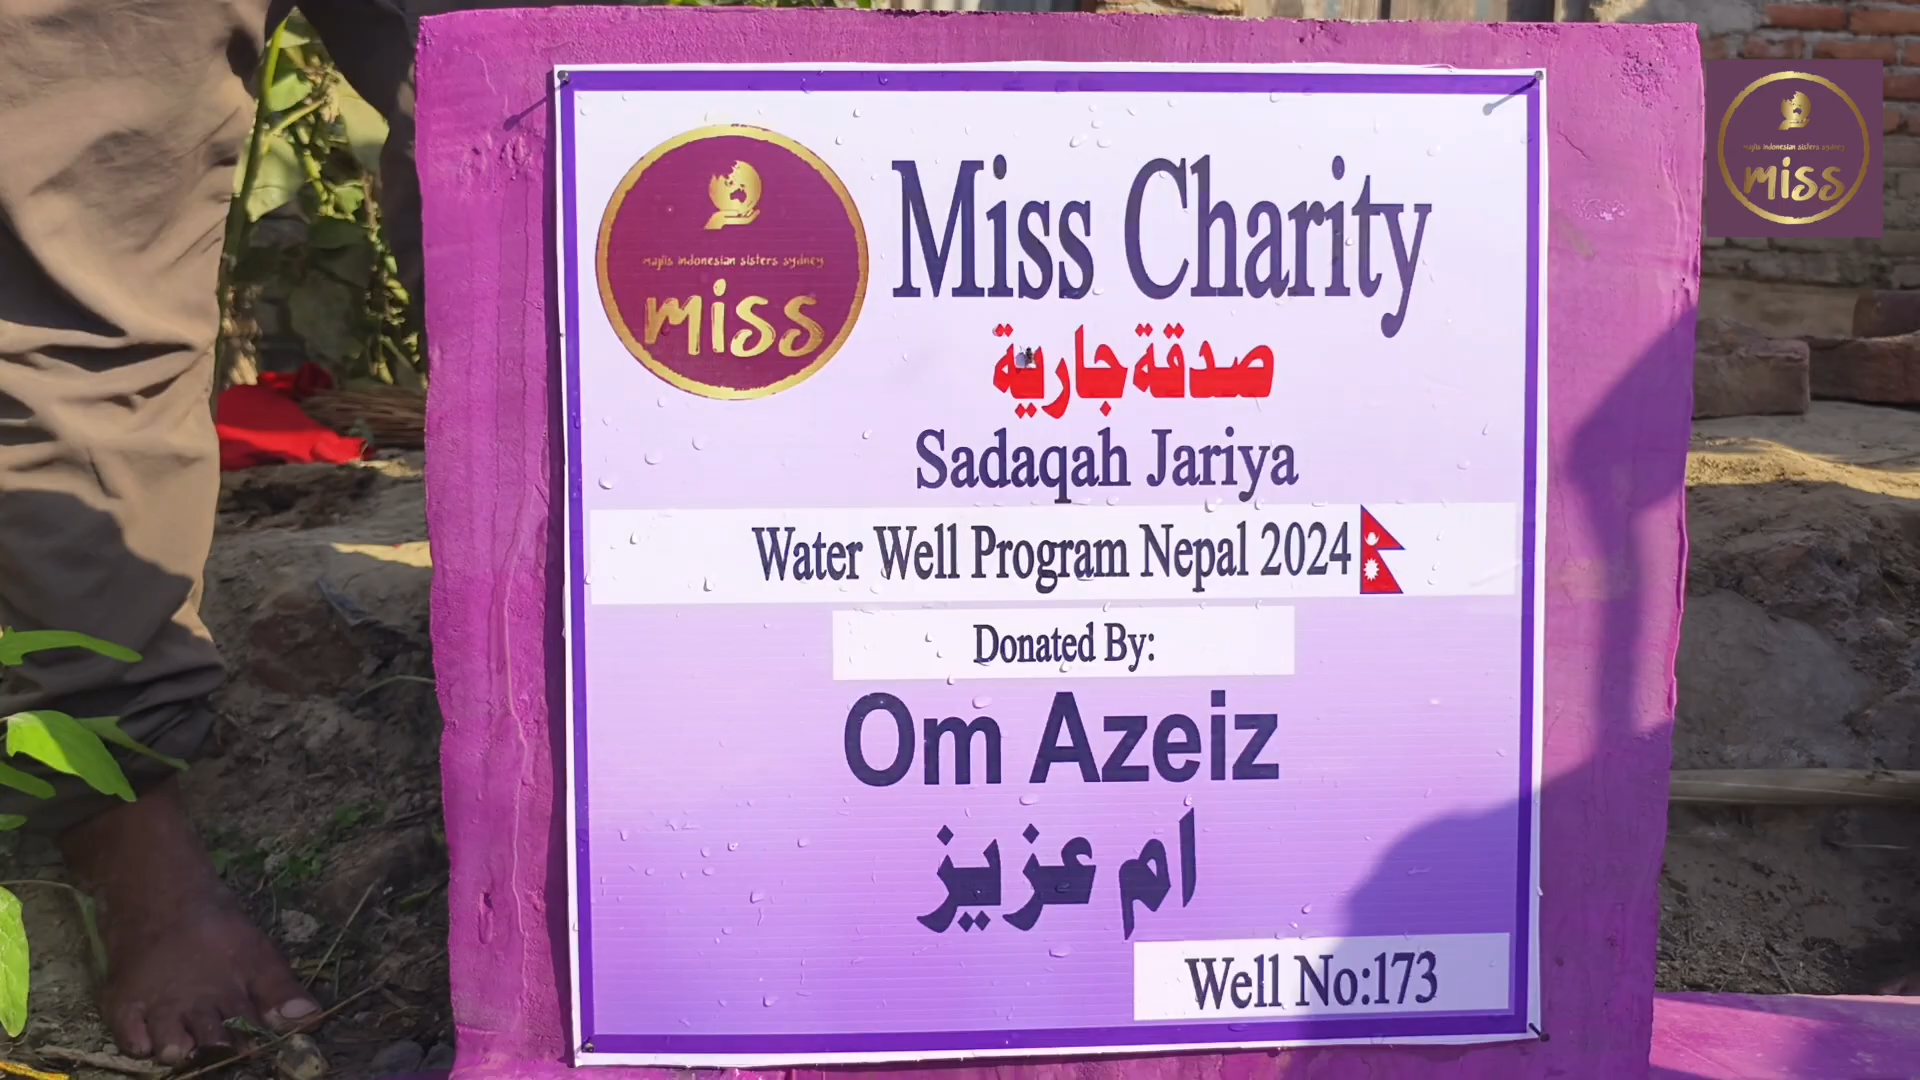 majlis indonesian sisters sydney
miss
Miss Charity
صدقة جارية
Sadaqah Jariya
Water Well Program Nepal 2024
Donated By:
Om Azeiz
ام عزيز
Well No:173
majlis indonesian sisters sydney
miss